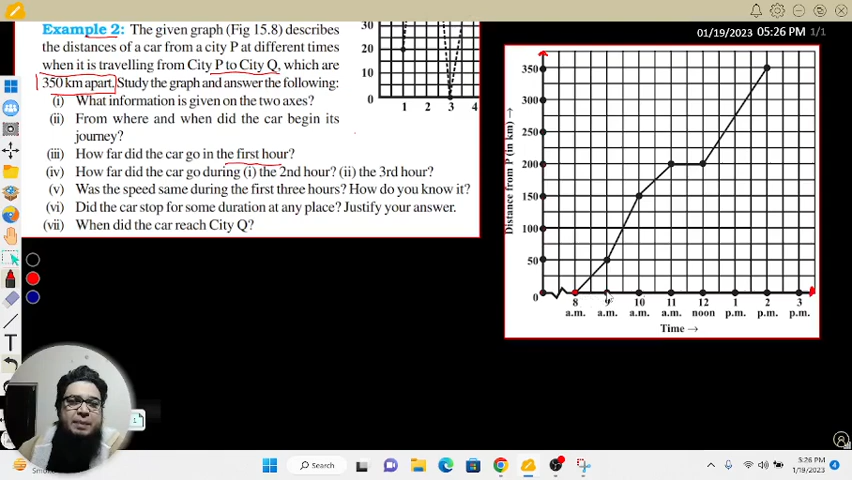 01/19/2023 05:26 PM 1/1
Example 2: The given graph (Fig 15.8) describes
the distances of a car from a city P at different times
when it is travelling from City P to City Q, which are
350 km apart. Study the graph and answer the following:
(i) What information is given on the two axes?
(ii) From where and when did the car begin its
journey?
(iii) How far did the car go in the first hour?
(iv) How far did the car go during (i) the 2nd hour? (ii) the 3rd hour?
(v) Was the speed same during the first three hours? How do you know it?
(vi) Did the car stop for some duration at any place? Justify your answer.
(vii) When did the car reach City Q?
30
20
10
0
1 2 3 4
Distance from P (in km) →
350
300
250
200
150
100
50
0
8 9 10 11 12 1 2 3
a.m. a.m. a.m. a.m. noon p.m. p.m. p.m.
Time →
T
1
Search
5:26 PM
1/19/2023
4